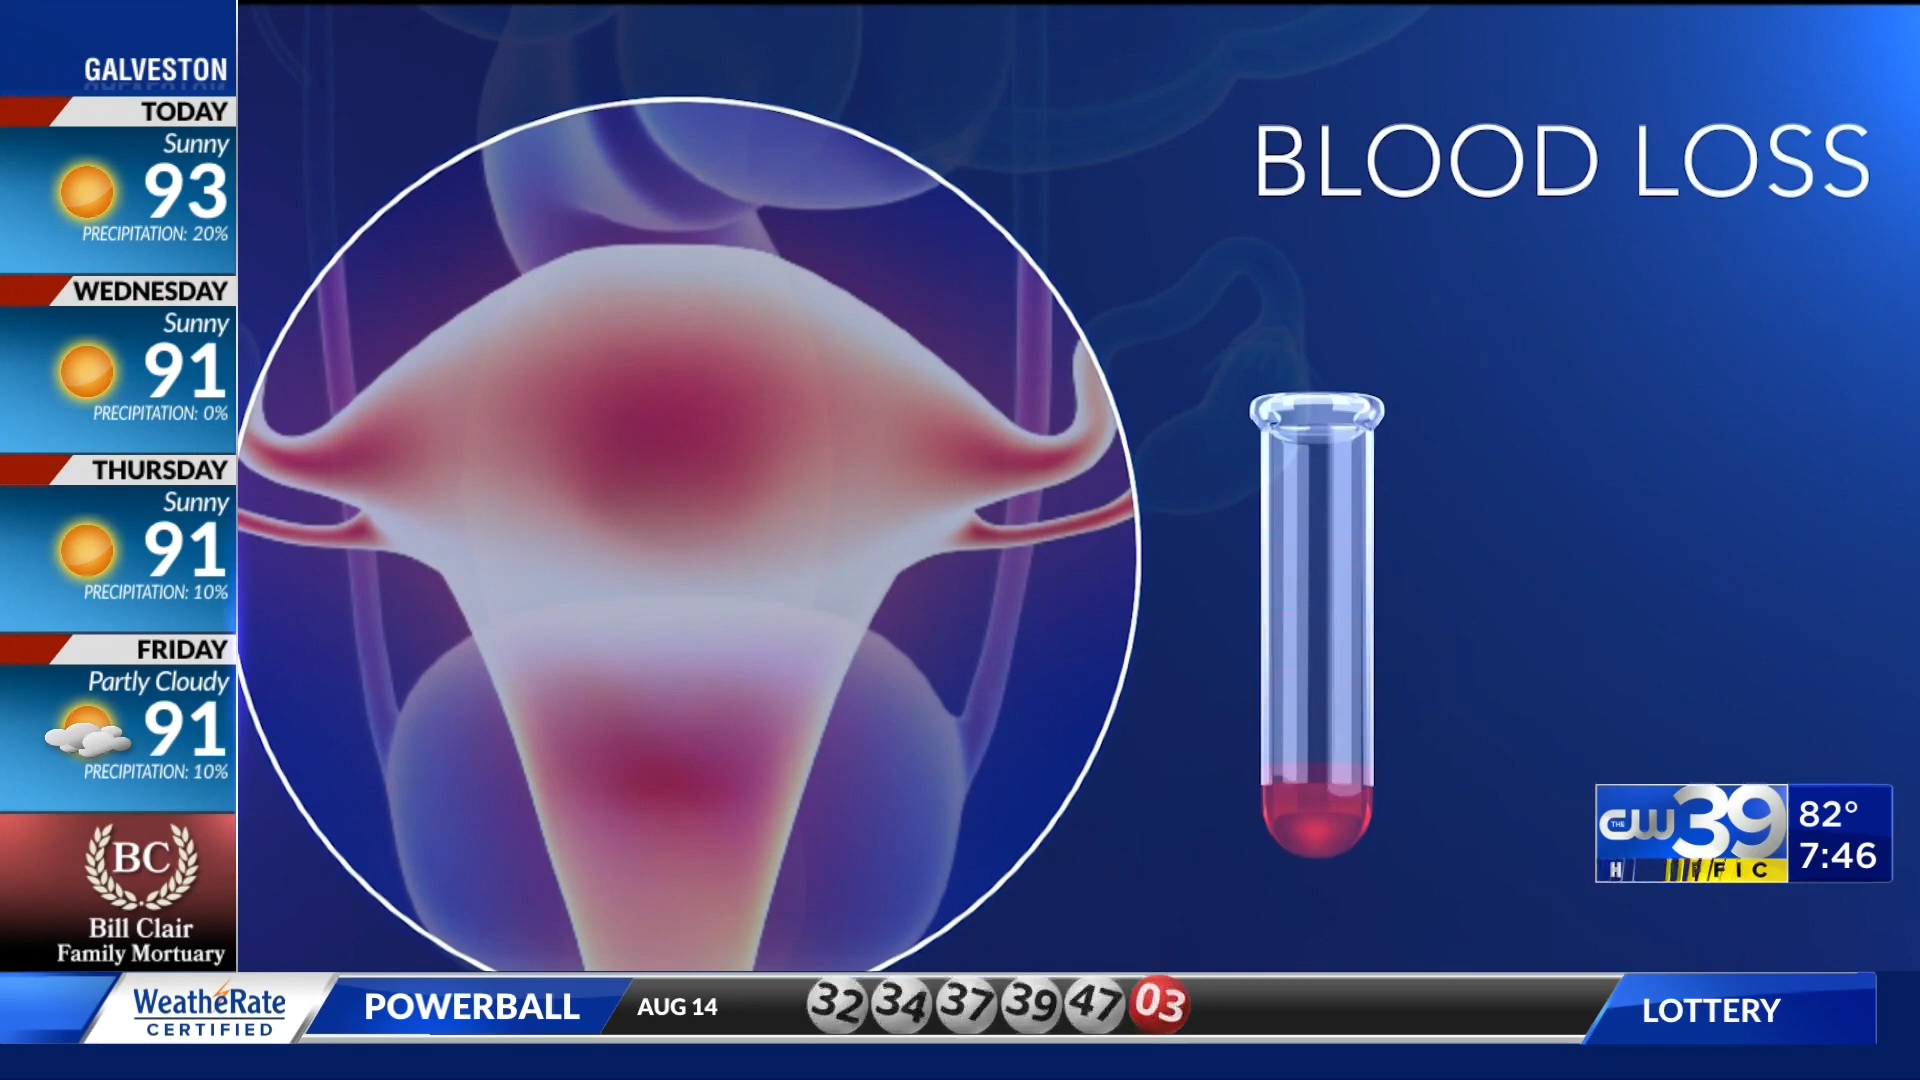 GALVESTON
TODAY
Sunny
93
PRECIPITATION: 20%
WEDNESDAY
Sunny
91
PRECIPITATION: 0%
THURSDAY
Sunny
91
PRECIPITATION: 10%
FRIDAY
Partly Cloudy
91
PRECIPITATION: 10%
BC
Bill Clair
Family Mortuary
BLOOD LOSS
THE CW 39
82°
7:46
WeatheRate
CERTIFIED
POWERBALL
AUG 14
32 34 37 39 47 03
LOTTERY